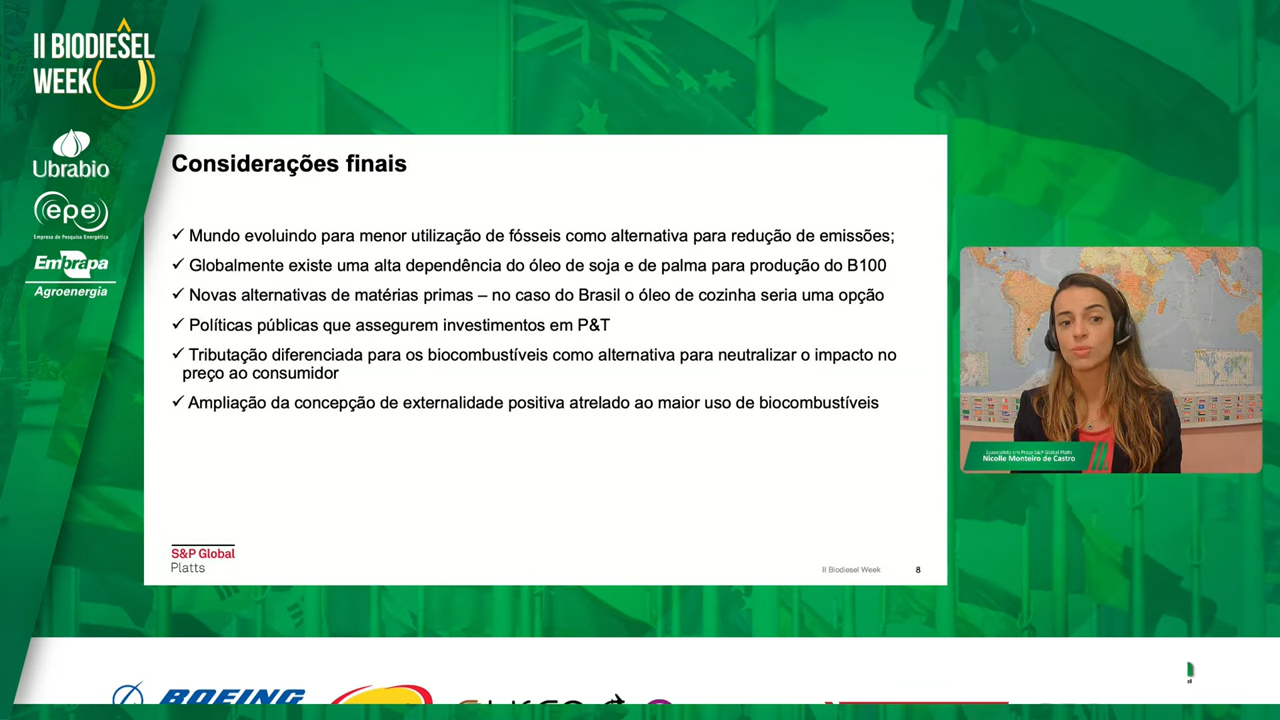 II BIODIESEL
WEEK
Ubrabio
epe
Empresa de Pesquisa Energética
Embrapa
Agroenergia
Considerações finais
✓ Mundo evoluindo para menor utilização de fósseis como alternativa para redução de emissões;
✓ Globalmente existe uma alta dependência do óleo de soja e de palma para produção do B100
✓ Novas alternativas de matérias primas – no caso do Brasil o óleo de cozinha seria uma opção
✓ Políticas públicas que assegurem investimentos em P&T
✓ Tributação diferenciada para os biocombustíveis como alternativa para neutralizar o impacto no
preço ao consumidor
✓ Ampliação da concepção de externalidade positiva atrelado ao maior uso de biocombustíveis
S&P Global
Platts
II Biodiesel Week
8
Especialista em Preço S&P Global Platts
Nicolle Monteiro de Castro
BOEING